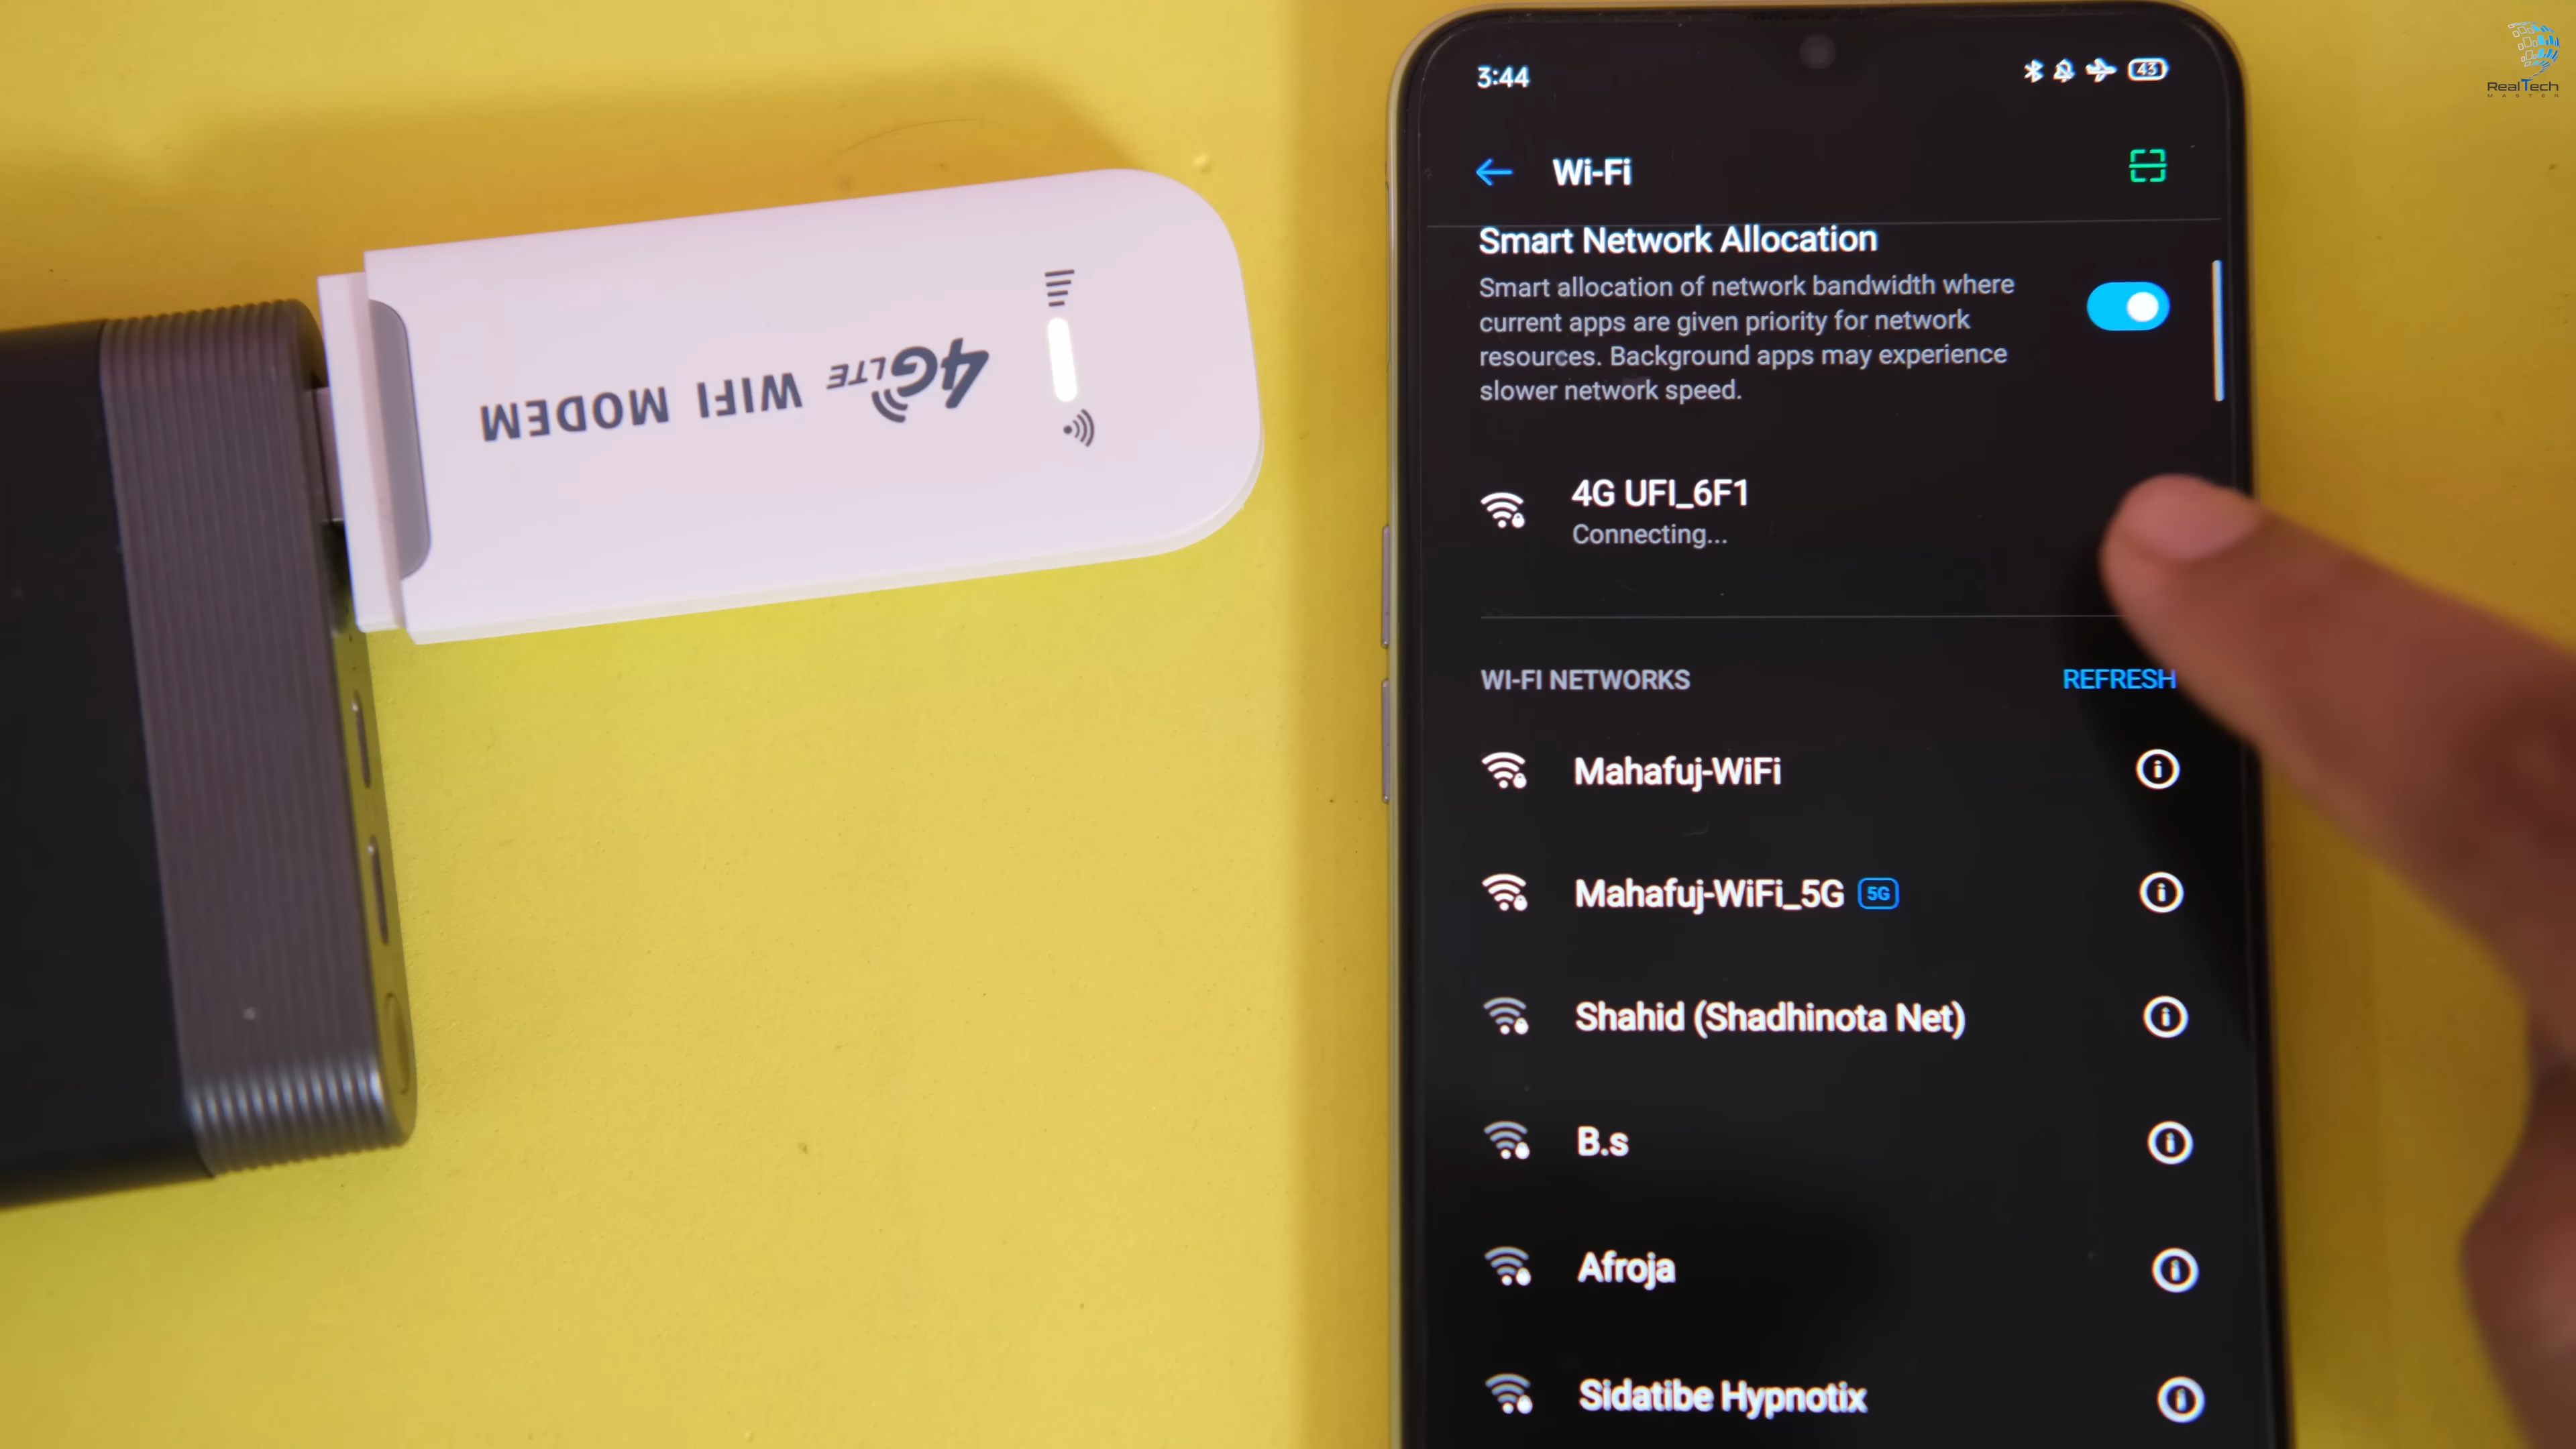 3:44
43
RealTech
MASTER
Wi-Fi
Smart Network Allocation
Smart allocation of network bandwidth where
current apps are given priority for network
resources. Background apps may experience
slower network speed.
4G UFI_6F1
Connecting...
WI-FI NETWORKS
REFRESH
Mahafuj-WiFi
Mahafuj-WiFi_5G 5G
Shahid (Shadhinota Net)
B.s
Afroja
Sidatibe Hypnotix
4G LTE WIFI MODEM